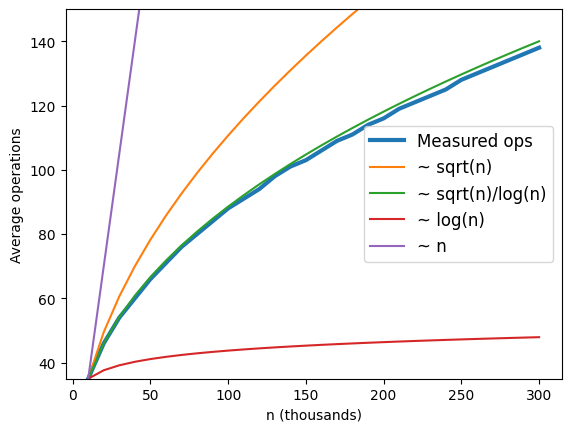 140
120
100
80
60
40
Average operations
Measured ops
~ sqrt(n)
~ sqrt(n)/log(n)
~ log(n)
~ n
0
50
100
150
200
250
300
n (thousands)